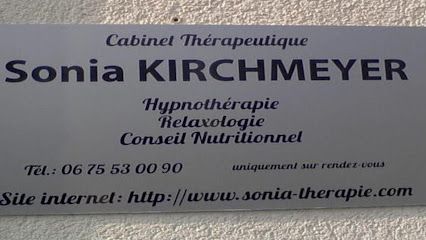 Cabinet Thérapeutique
Sonia KIRCHMEYER
Hypnothérapie
Relaxologie
Conseil Nutritionnel
Tél.: 06 75 53 00 90 uniquement sur rendez-vous
Site internet: http://www.sonia-therapie.com